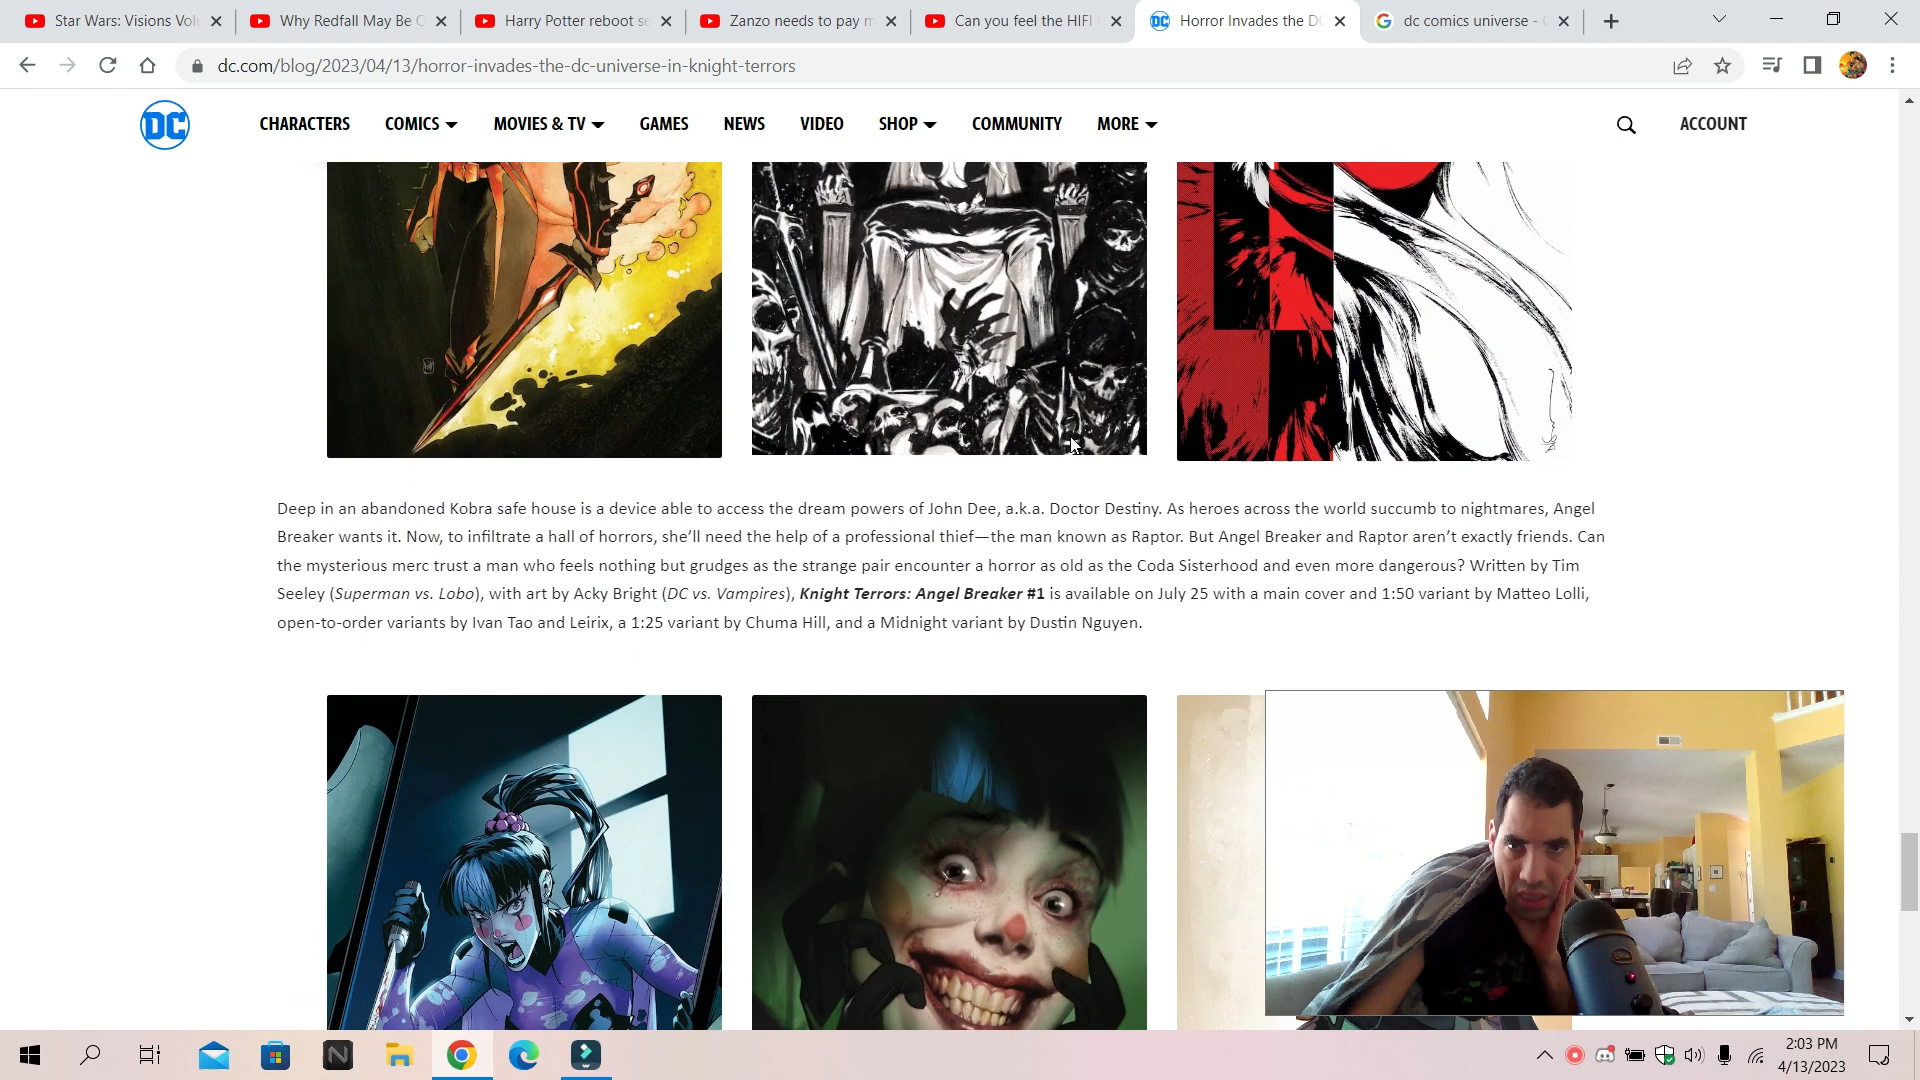 Star Wars: Visions Vol
Why Redfall May Be
Harry Potter reboot se
Zanzo needs to pay m
Can you feel the HIFI
Horror Invades the D
dc comics universe -
dc.com/blog/2023/04/13/horror-invades-the-dc-universe-in-knight-terrors
DC
CHARACTERS
COMICS
MOVIES & TV
GAMES
NEWS
VIDEO
SHOP
COMMUNITY
MORE
ACCOUNT
Deep in an abandoned Kobra safe house is a device able to access the dream powers of John Dee, a.k.a. Doctor Destiny. As heroes across the world succumb to nightmares, Angel
Breaker wants it. Now, to infiltrate a hall of horrors, she’ll need the help of a professional thief—the man known as Raptor. But Angel Breaker and Raptor aren’t exactly friends. Can
the mysterious merc trust a man who feels nothing but grudges as the strange pair encounter a horror as old as the Coda Sisterhood and even more dangerous? Written by Tim
Seeley (Superman vs. Lobo), with art by Acky Bright (DC vs. Vampires), Knight Terrors: Angel Breaker #1 is available on July 25 with a main cover and 1:50 variant by Matteo Lolli,
open-to-order variants by Ivan Tao and Leirix, a 1:25 variant by Chuma Hill, and a Midnight variant by Dustin Nguyen.
2:03 PM
4/13/2023